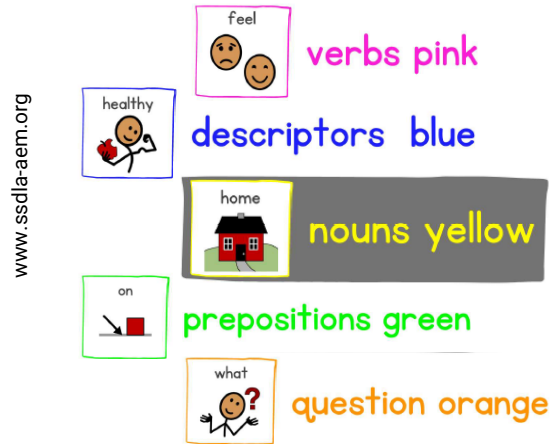 feel
verbs pink
healthy
descriptors blue
home
nouns yellow
on
prepositions green
what
?
question orange
www.ssdla-aem.org